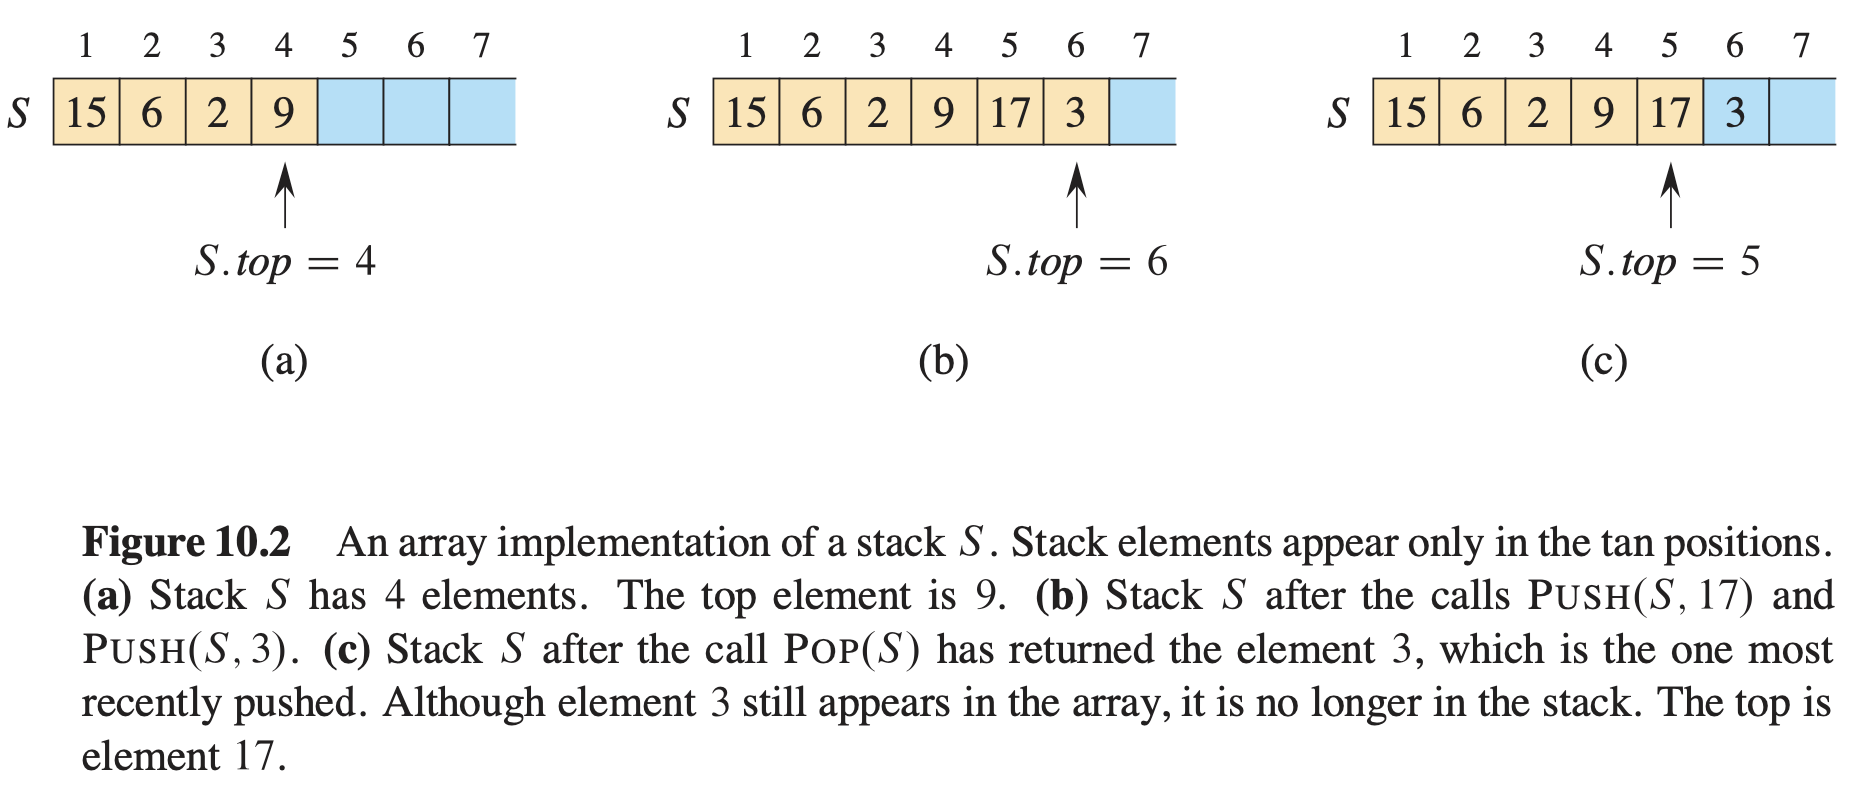 1 2 3 4 5 6 7 1 2 3 4 5 6 7 1 2 3 4 5 6 7
S 15 6 2 9 S 15 6 2 9 17 3 S 15 6 2 9 17 3
S.top = 4 S.top = 6 S.top = 5
(a) (b) (c)
Figure 10.2 An array implementation of a stack S. Stack elements appear only in the tan positions.
(a) Stack S has 4 elements. The top element is 9. (b) Stack S after the calls PUSH(S, 17) and
PUSH(S, 3). (c) Stack S after the call POP(S) has returned the element 3, which is the one most
recently pushed. Although element 3 still appears in the array, it is no longer in the stack. The top is
element 17.